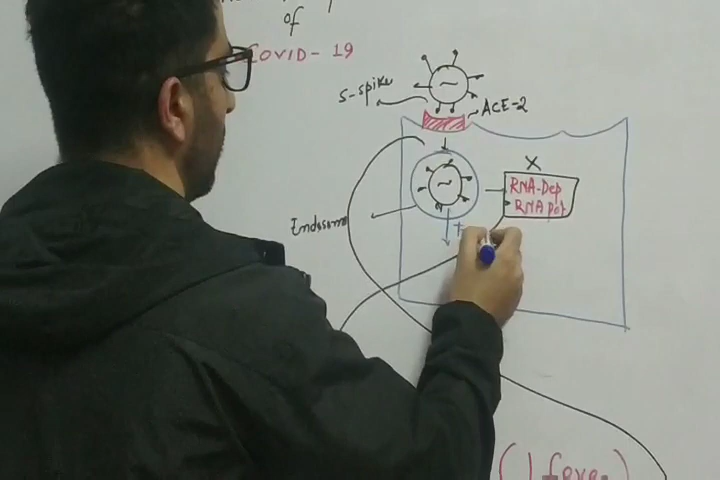 of
COVID-19
S-spike
ACE-2
X
RNA-Dep
RNA pol
Endosome
(↓ fever)